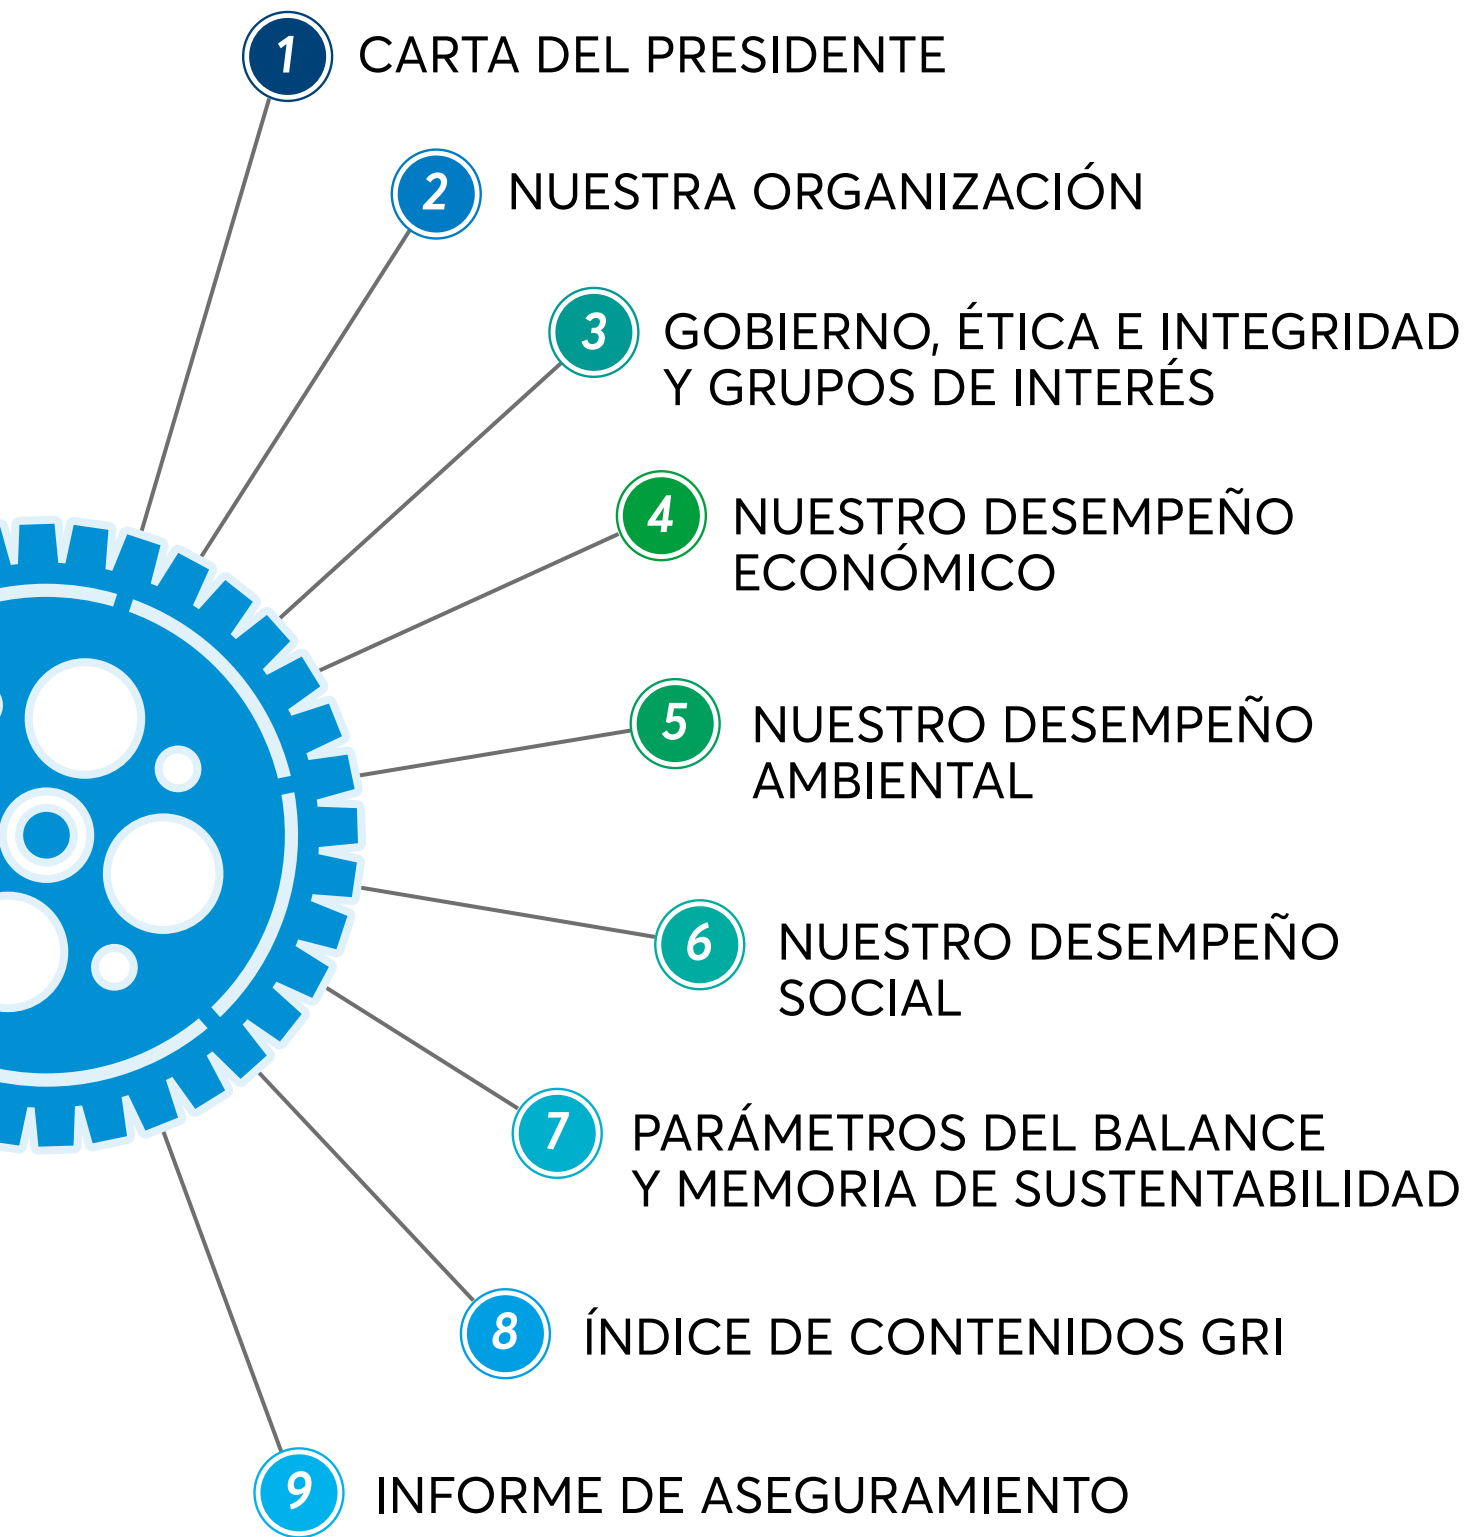 1 CARTA DEL PRESIDENTE
2 NUESTRA ORGANIZACIÓN
3 GOBIERNO, ÉTICA E INTEGRIDAD
Y GRUPOS DE INTERÉS
4 NUESTRO DESEMPEÑO
ECONÓMICO
5 NUESTRO DESEMPEÑO
AMBIENTAL
6 NUESTRO DESEMPEÑO
SOCIAL
7 PARÁMETROS DEL BALANCE
Y MEMORIA DE SUSTENTABILIDAD
8 ÍNDICE DE CONTENIDOS GRI
9 INFORME DE ASEGURAMIENTO